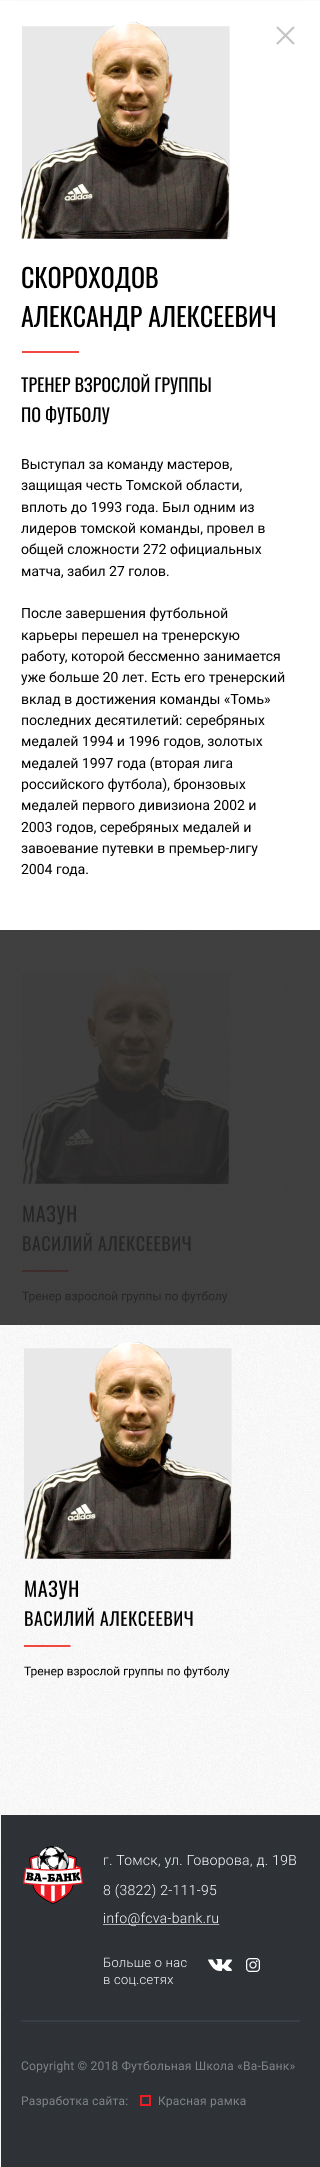 adidas
СКОРОХОДОВ
АЛЕКСАНДР АЛЕКСЕЕВИЧ
ТРЕНЕР ВЗРОСЛОЙ ГРУППЫ
ПО ФУТБОЛУ
Выступал за команду мастеров,
защищая честь Томской области,
вплоть до 1993 года. Был одним из
лидеров томской команды, провел в
общей сложности 272 официальных
матча, забил 27 голов.
После завершения футбольной
карьеры перешел на тренерскую
работу, которой бессменно занимается
уже больше 20 лет. Есть его тренерский
вклад в достижения команды «Томь»
последних десятилетий: серебряных
медалей 1994 и 1996 годов, золотых
медалей 1997 года (вторая лига
российского футбола), бронзовых
медалей первого дивизиона 2002 и
2003 годов, серебряных медалей и
завоевание путевки в премьер-лигу
2004 года.
adidas
МАЗУН
ВАСИЛИЙ АЛЕКСЕЕВИЧ
Тренер взрослой группы по футболу
adidas
МАЗУН
ВАСИЛИЙ АЛЕКСЕЕВИЧ
Тренер взрослой группы по футболу
ВА-БАНК
г. Томск, ул. Говорова, д. 19В
8 (3822) 2-111-95
info@fcva-bank.ru
Больше о нас
в соц.сетях
Copyright © 2018 Футбольная Школа «Ва-Банк»
Разработка сайта: Красная рамка